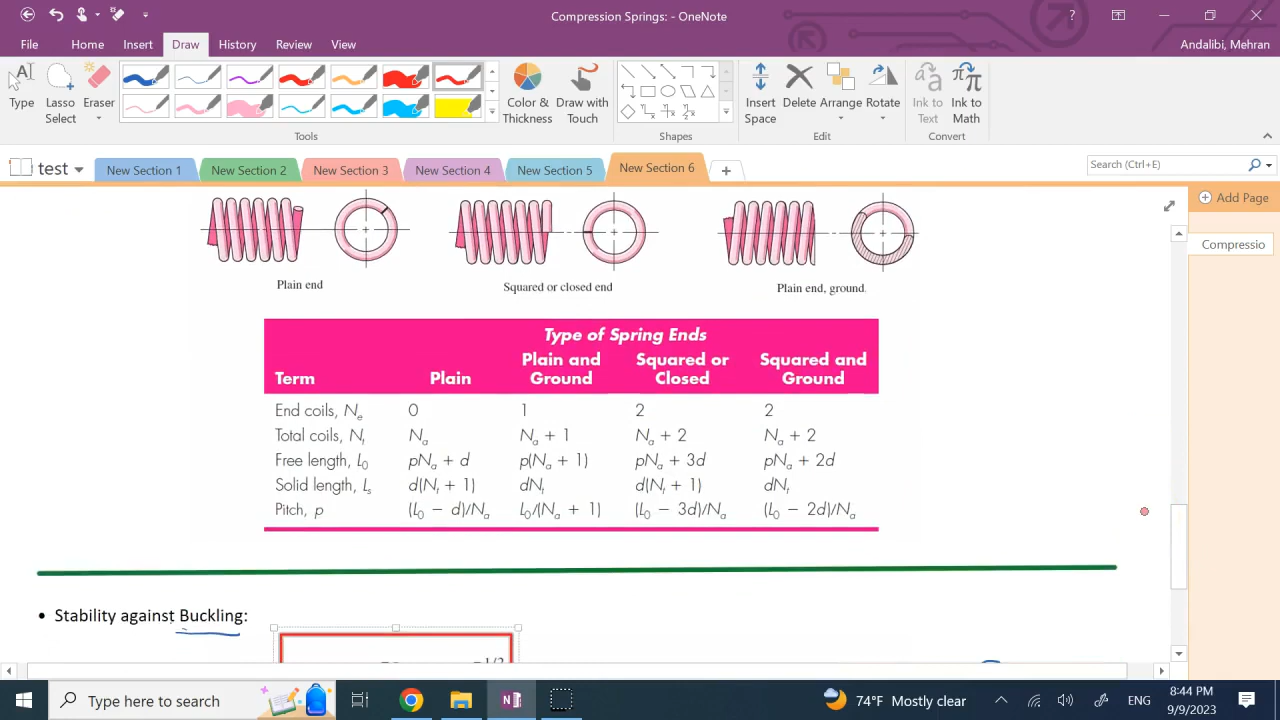 Compression Springs: - OneNote
?
File Home Insert Draw History Review View
Andalibi, Mehran
Type Lasso Select Eraser
Color & Thickness Draw with Touch
Insert Space Delete Arrange Rotate
Ink to Text Ink to Math
Tools Shapes Edit Convert
test New Section 1 New Section 2 New Section 3 New Section 4 New Section 5 New Section 6 +
Search (Ctrl+E)
Add Page
Compressio
Plain end Squared or closed end Plain end, ground.
Type of Spring Ends
Term Plain Plain and Ground Squared or Closed Squared and Ground
End coils, Nₑ 0 1 2 2
Total coils, Nₜ Nₐ Nₐ + 1 Nₐ + 2 Nₐ + 2
Free length, L₀ pNₐ + d p(Nₐ + 1) pNₐ + 3d pNₐ + 2d
Solid length, Lₛ d(Nₜ + 1) dNₜ d(Nₜ + 1) dNₜ
Pitch, p (L₀ − d)/Nₐ L₀/(Nₐ + 1) (L₀ − 3d)/Nₐ (L₀ − 2d)/Nₐ
• Stability against Buckling:
1/2
Type here to search
74°F Mostly clear
ENG
8:44 PM
9/9/2023